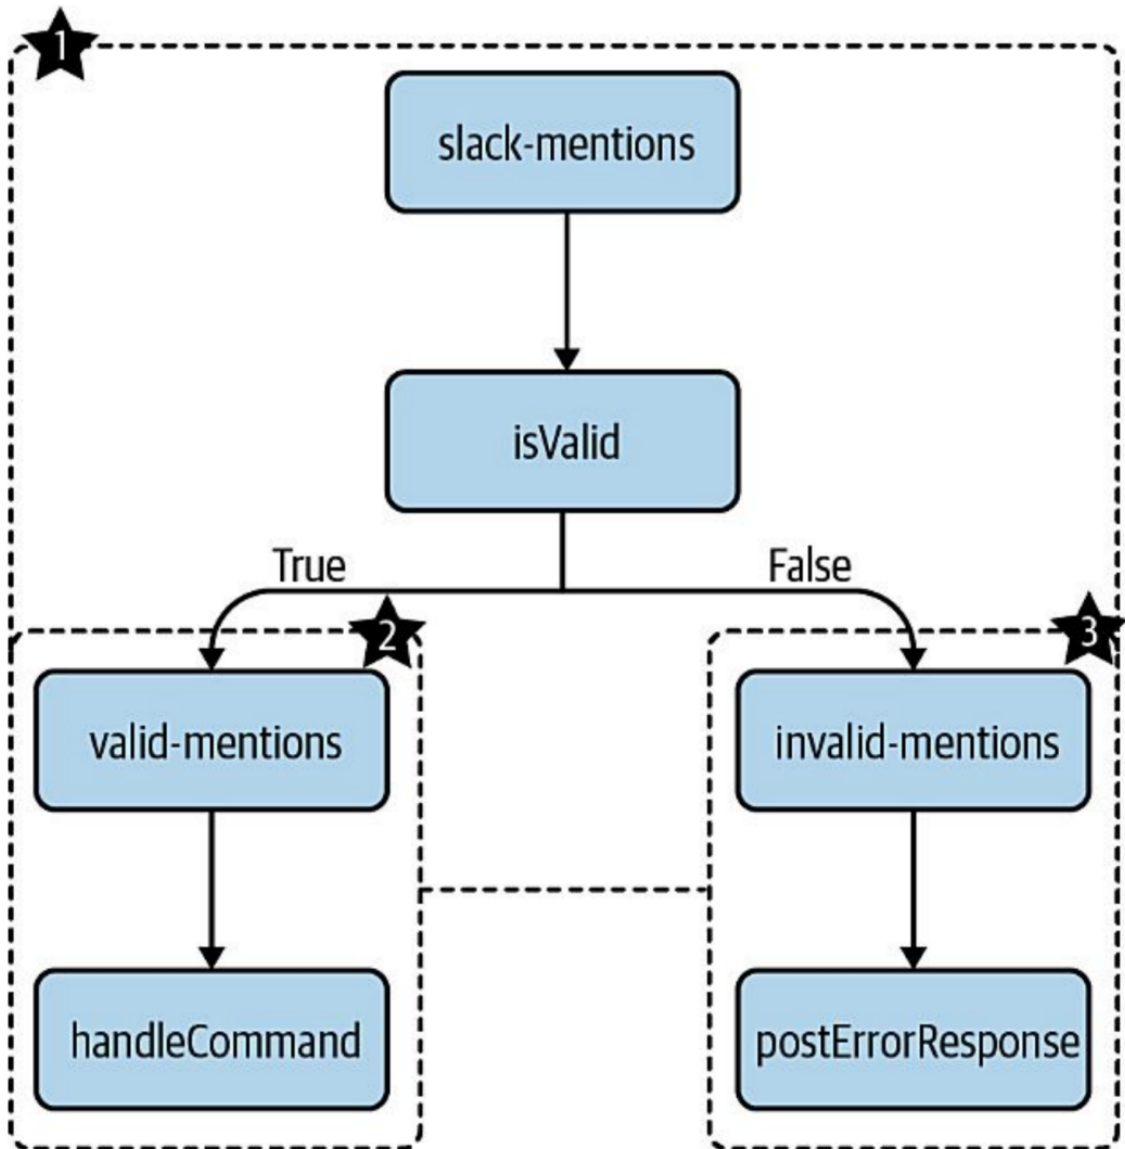 1
slack-mentions
isValid
True
False
2
3
valid-mentions
invalid-mentions
handleCommand
postErrorResponse